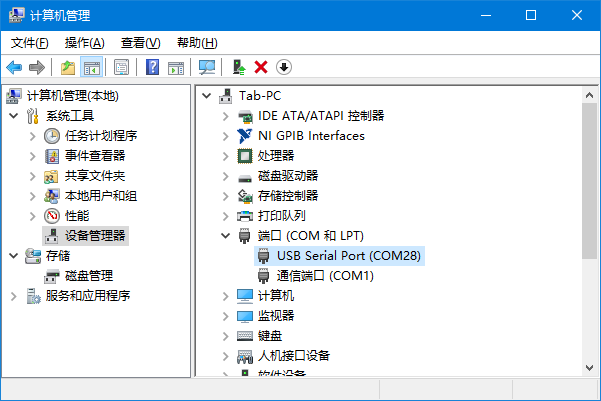 计算机管理
文件(F) 操作(A) 查看(V) 帮助(H)
计算机管理(本地)
系统工具
任务计划程序
事件查看器
共享文件夹
本地用户和组
性能
设备管理器
存储
磁盘管理
服务和应用程序
Tab-PC
IDE ATA/ATAPI 控制器
NI GPIB Interfaces
处理器
磁盘驱动器
存储控制器
打印队列
端口 (COM 和 LPT)
USB Serial Port (COM28)
通信端口 (COM1)
计算机
监视器
键盘
人机接口设备
软件设备